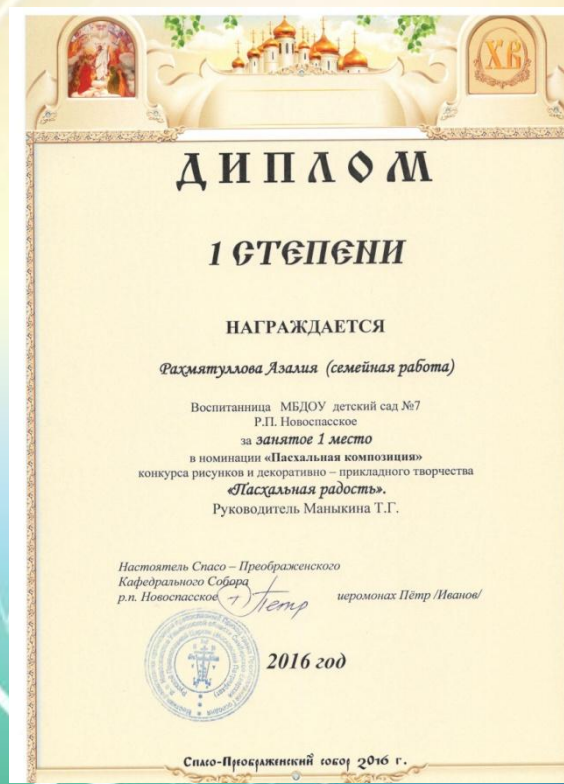 ХВ
ДИПЛОМ
1 СТЕПЕНИ
НАГРАЖДАЕТСЯ
Рахмятуллова Азалия (семейная работа)
Воспитанница МБДОУ детский сад №7
Р.П. Новоспасское
за занятое 1 место
в номинации «Пасхальная композиция»
конкурса рисунков и декоративно – прикладного творчества
«Пасхальная радость».
Руководитель Маныкина Т.Г.
Настоятель Спасо – Преображенского
Кафедрального Собора
р.п. Новоспасское Петр иеромонах Пётр /Иванов/
2016 год
Спасо-Преображенский собор 2016 г.